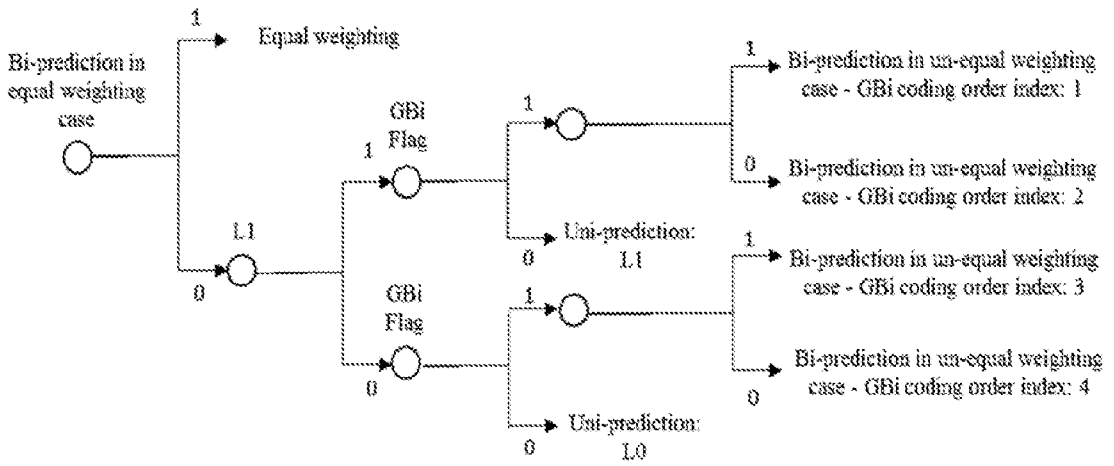 1
Equal weighting
Bi-prediction in
equal weighting
case
0
L1
1
GBi
Flag
1
1
Bi-prediction in un-equal weighting
case - GBi coding order index: 1
0
Bi-prediction in un-equal weighting
case - GBi coding order index: 2
0
Uni-prediction:
L1
0
GBi
Flag
1
1
Bi-prediction in un-equal weighting
case - GBi coding order index: 3
0
Bi-prediction in un-equal weighting
case - GBi coding order index: 4
0
Uni-prediction:
L0